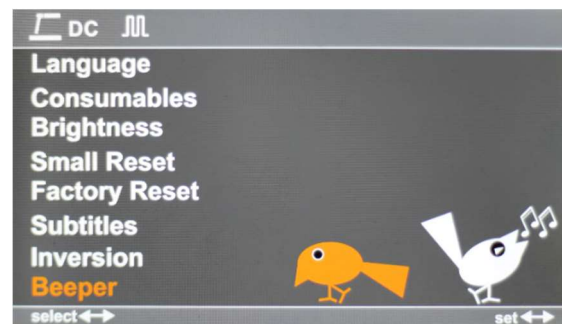 DC
Language
Consumables
Brightness
Small Reset
Factory Reset
Subtitles
Inversion
Beeper
select
set